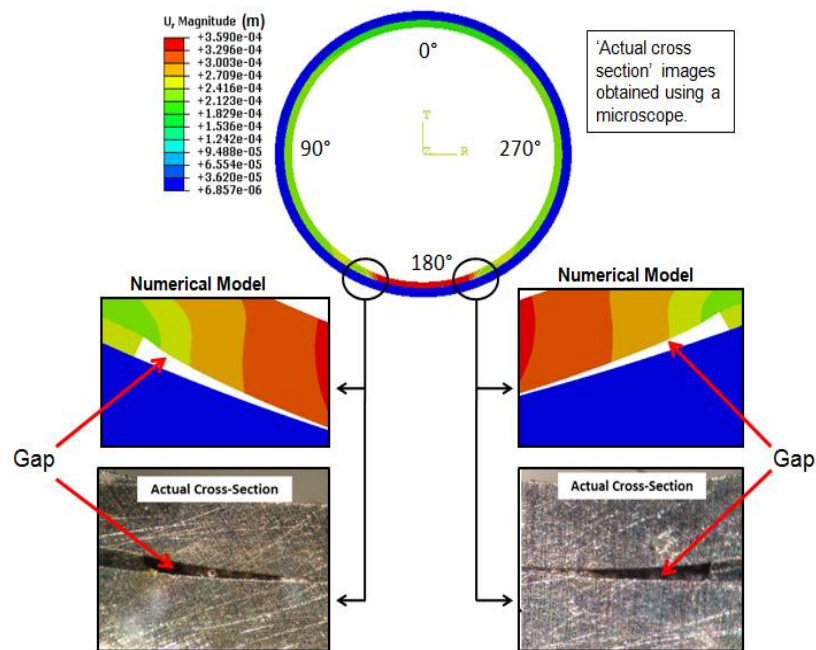 U, Magnitude (m)
+3.590e-04
+3.296e-04
+3.003e-04
+2.709e-04
+2.416e-04
+2.123e-04
+1.829e-04
+1.536e-04
+1.242e-04
+9.488e-05
+6.554e-05
+3.620e-05
+6.857e-06
0°
90°
270°
180°
T
Z
R
'Actual cross
section' images
obtained using a
microscope.
Numerical Model
Numerical Model
Gap
Gap
Actual Cross-Section
Actual Cross-Section